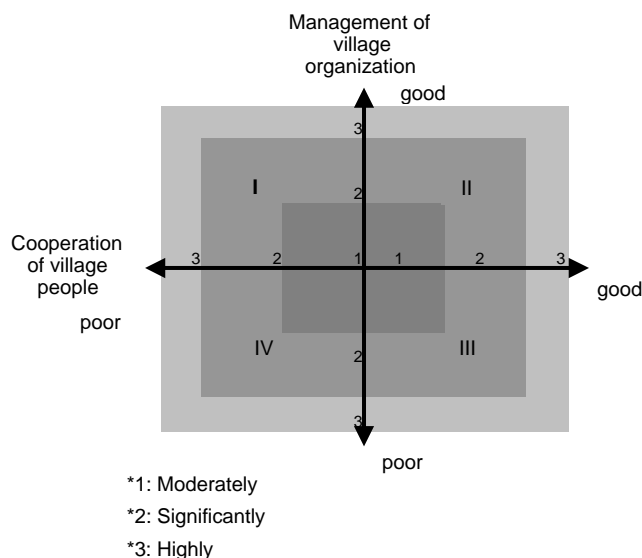 Management of
village
organization
good
3
I
2
II
Cooperation
of village
people
3
2
1
1
2
3
good
poor
IV
2
III
3
poor
*1: Moderately
*2: Significantly
*3: Highly